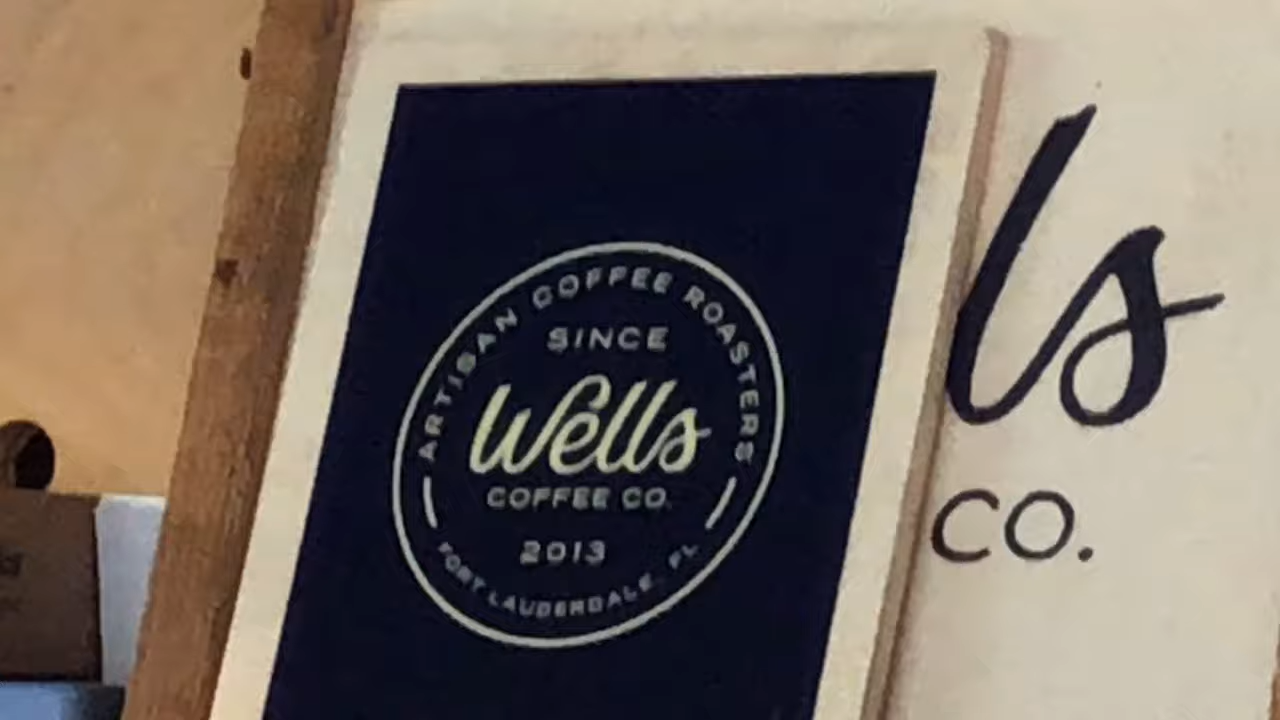 ARTISAN COFFEE ROASTERS
SINCE
Wells
COFFEE CO.
2013
FORT LAUDERDALE, FL
ls
CO.